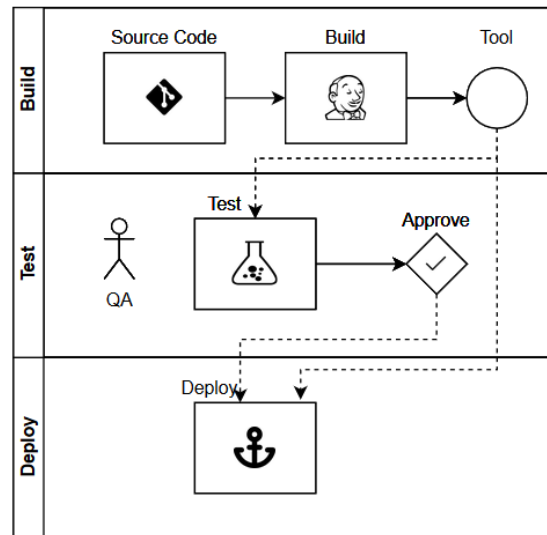 Build
Source Code
Build
Tool
Test
Test
Approve
QA
Deploy
Deploy